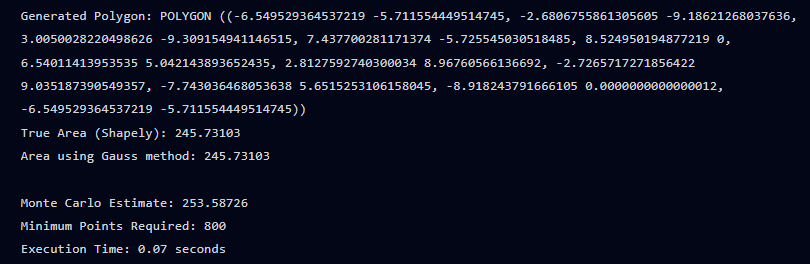 Generated Polygon: POLYGON ((-6.549529364537219 -5.711554449514745, -2.6806755861305605 -9.18621268037636,
3.0050028220498626 -9.309154941146515, 7.437700281171374 -5.725545030518485, 8.524950194877219 0,
6.54011413953535 5.042143893652435, 2.8127592740300034 8.96760566136692, -2.7265717271856422
9.035187390549357, -7.743036468053638 5.6515253106158045, -8.918243791666105 0.0000000000000012,
-6.549529364537219 -5.711554449514745))
True Area (Shapely): 245.73103
Area using Gauss method: 245.73103
Monte Carlo Estimate: 253.58726
Minimum Points Required: 800
Execution Time: 0.07 seconds